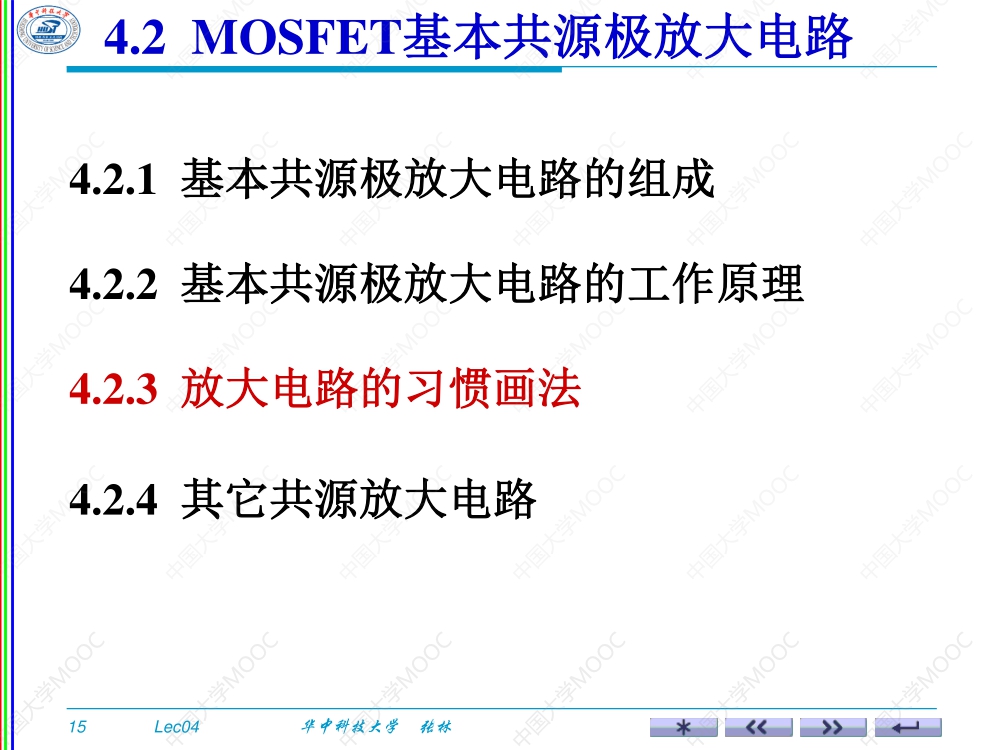 4.2 MOSFET基本共源极放大电路
4.2.1 基本共源极放大电路的组成
4.2.2 基本共源极放大电路的工作原理
4.2.3 放大电路的习惯画法
4.2.4 其它共源放大电路
15 Lec04 华中科技大学 张林
中国大学MOOC